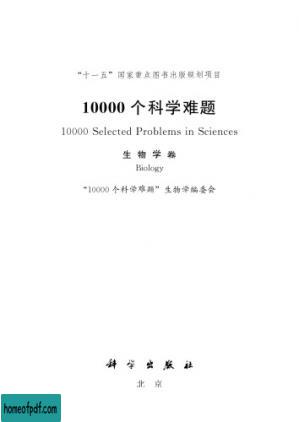 “十一五”国家重点图书出版规划项目
10000 个科学难题
10000 Selected Problems in Sciences
生物学卷
Biology
“10000 个科学难题”生物学编委会
科学出版社
北京
homeofpdf.com